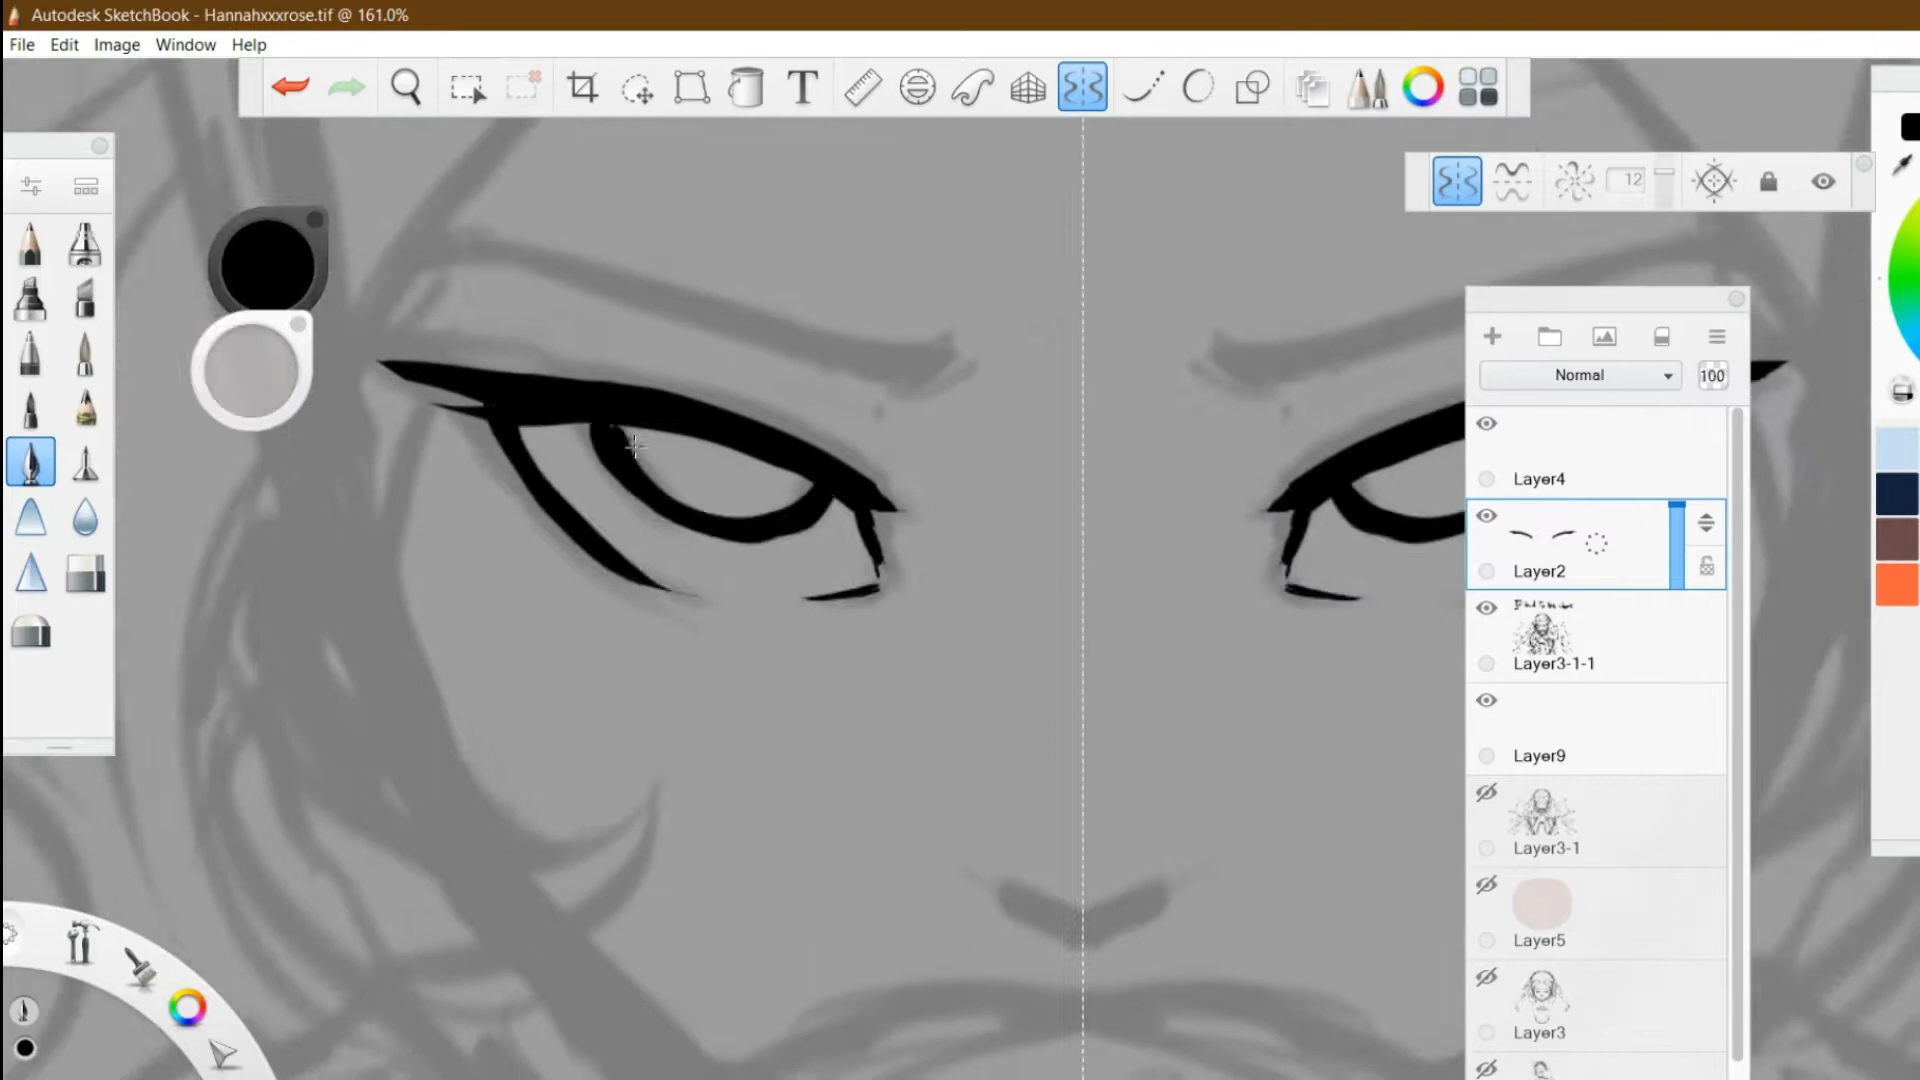 Autodesk SketchBook - Hannahxxxrose.tif @ 161.0%
File Edit Image Window Help
T
12
Normal 100
Layer4
Layer2
Layer3-1-1
Layer9
Layer3-1
Layer5
Layer3